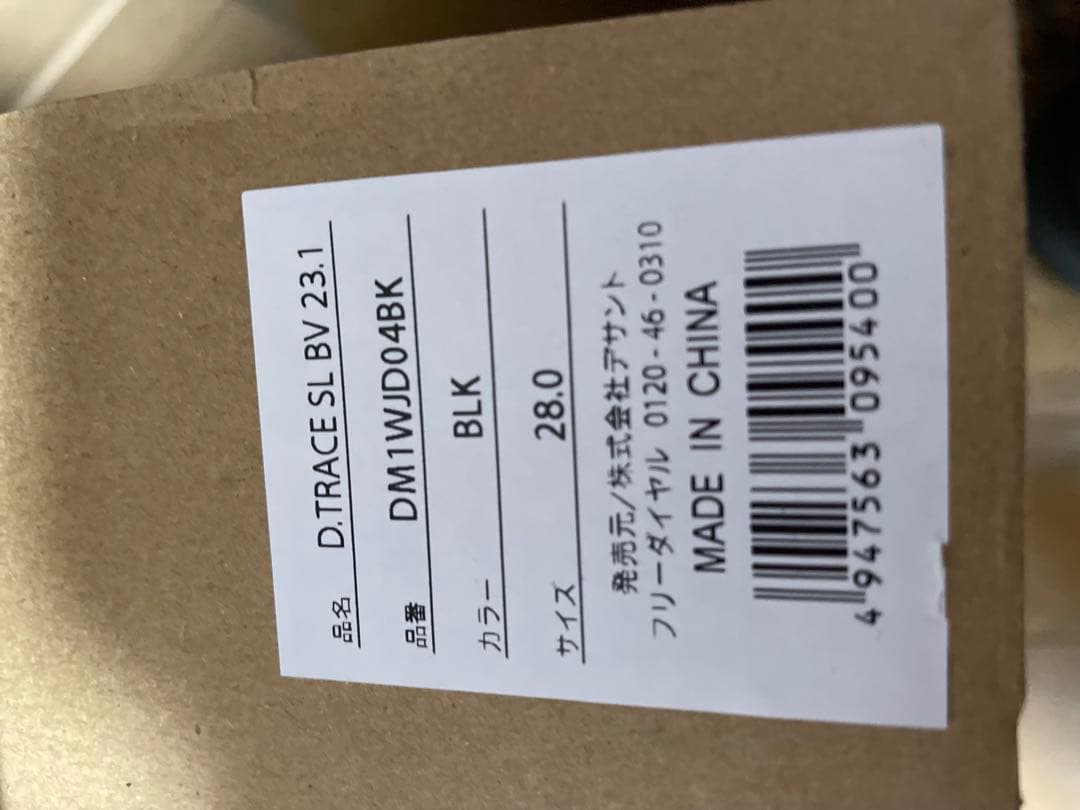 品名 D.TRACE SL BV 23.1
品番 DM1WJD04BK
カラー BLK
サイズ 28.0
発売元/株式会社デサント
フリーダイヤル 0120-46-0310
MADE IN CHINA
4 947563 095400